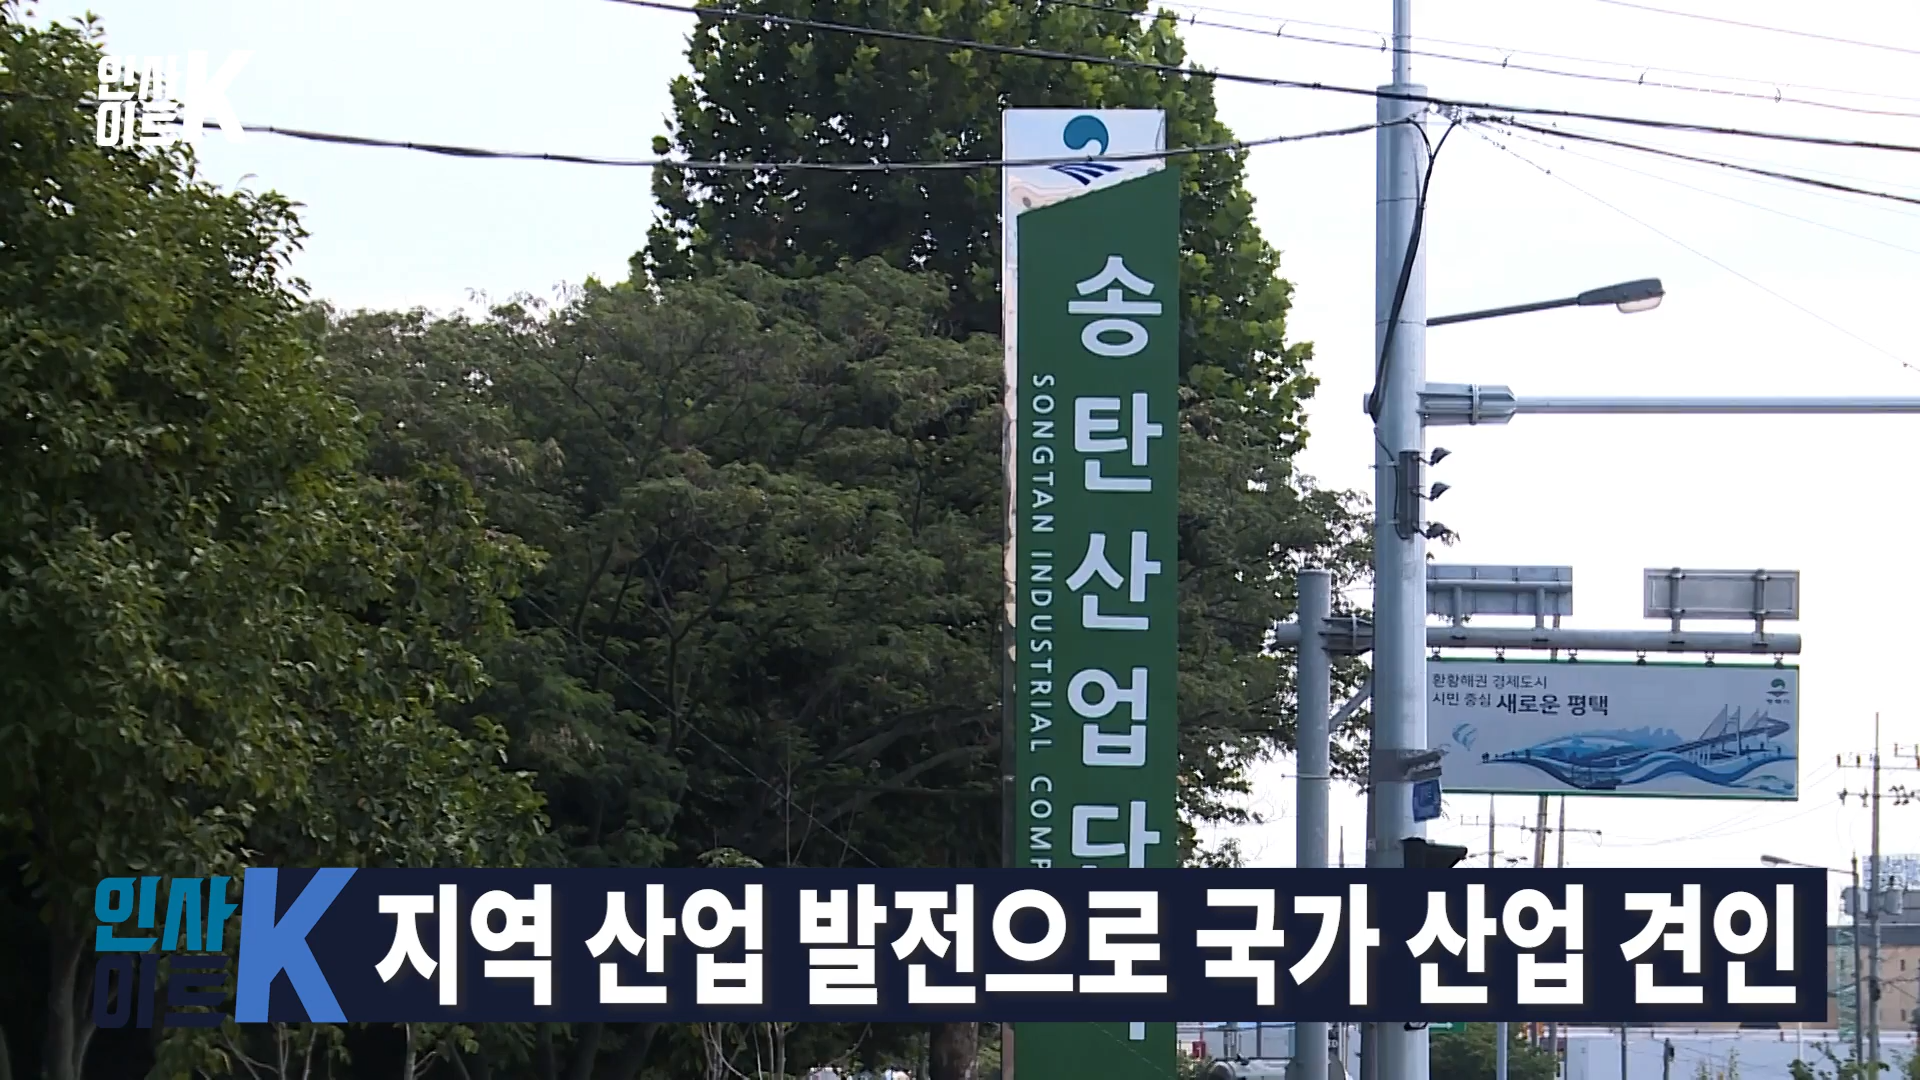 인사
이트 K
송탄산업단
SONGTAN INDUSTRIAL COMP
환황해권 경제도시
시민 중심 새로운 평택
인사
이트 K
지역 산업 발전으로 국가 산업 견인